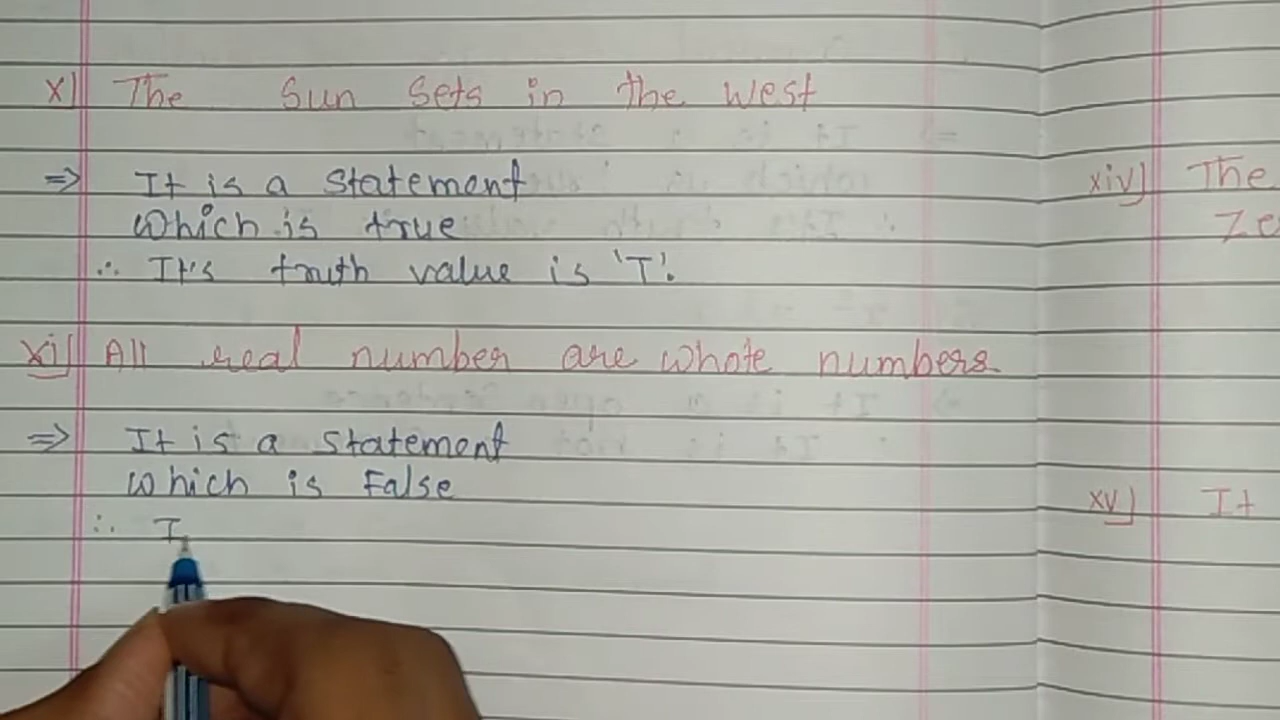 x) The Sun sets in the west
⇒ It is a statement
Which is true
∴ It's truth value is 'T'.
xi) All real number are whole numbers
⇒ It is a statement
Which is False
∴ I
xiv) The
Ze
xv) It